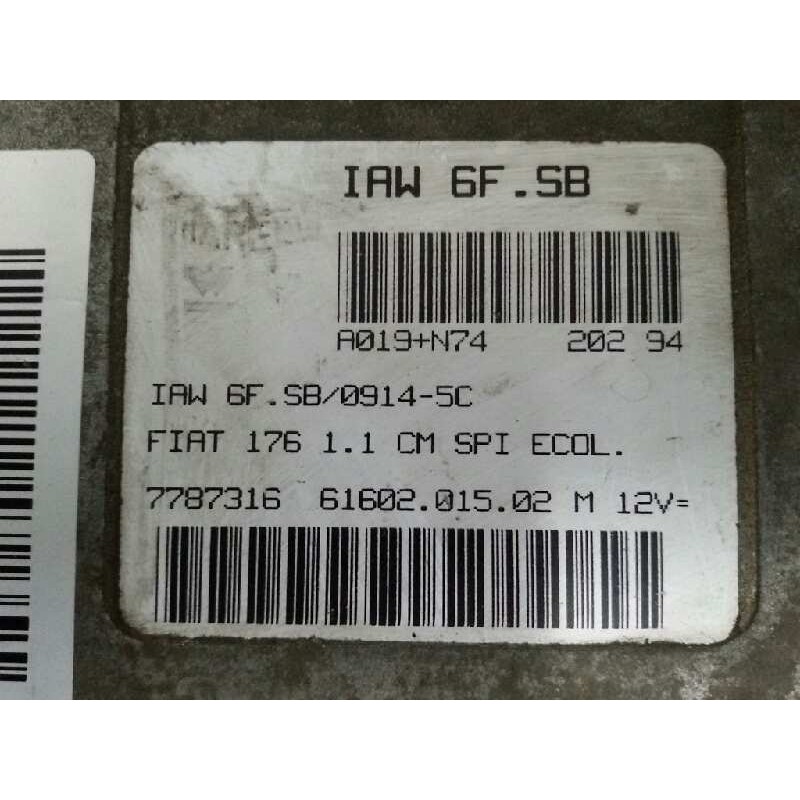 IAW 6F.SB
A019+N74 202 94
IAW 6F.SB/0914-5C
FIAT 176 1.1 CM SPI ECOL.
7787316 61602.015.02 M 12V=